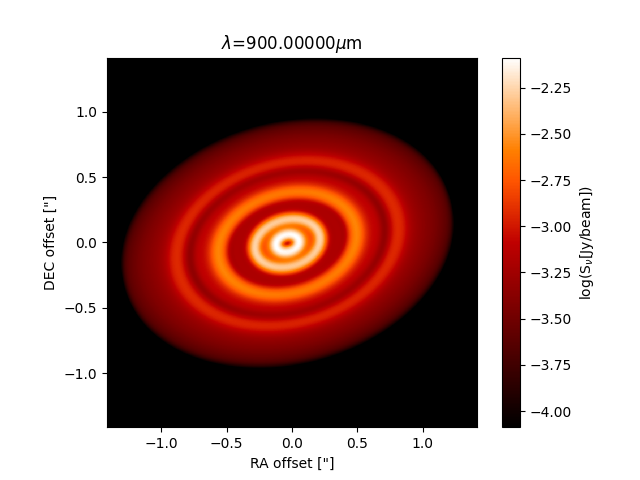 λ=900.00000μm
1.0
0.5
0.0
−0.5
−1.0
DEC offset ["]
−1.0 −0.5 0.0 0.5 1.0
RA offset ["]
−2.25
−2.50
−2.75
−3.00
−3.25
−3.50
−3.75
−4.00
log(Sν[Jy/beam])